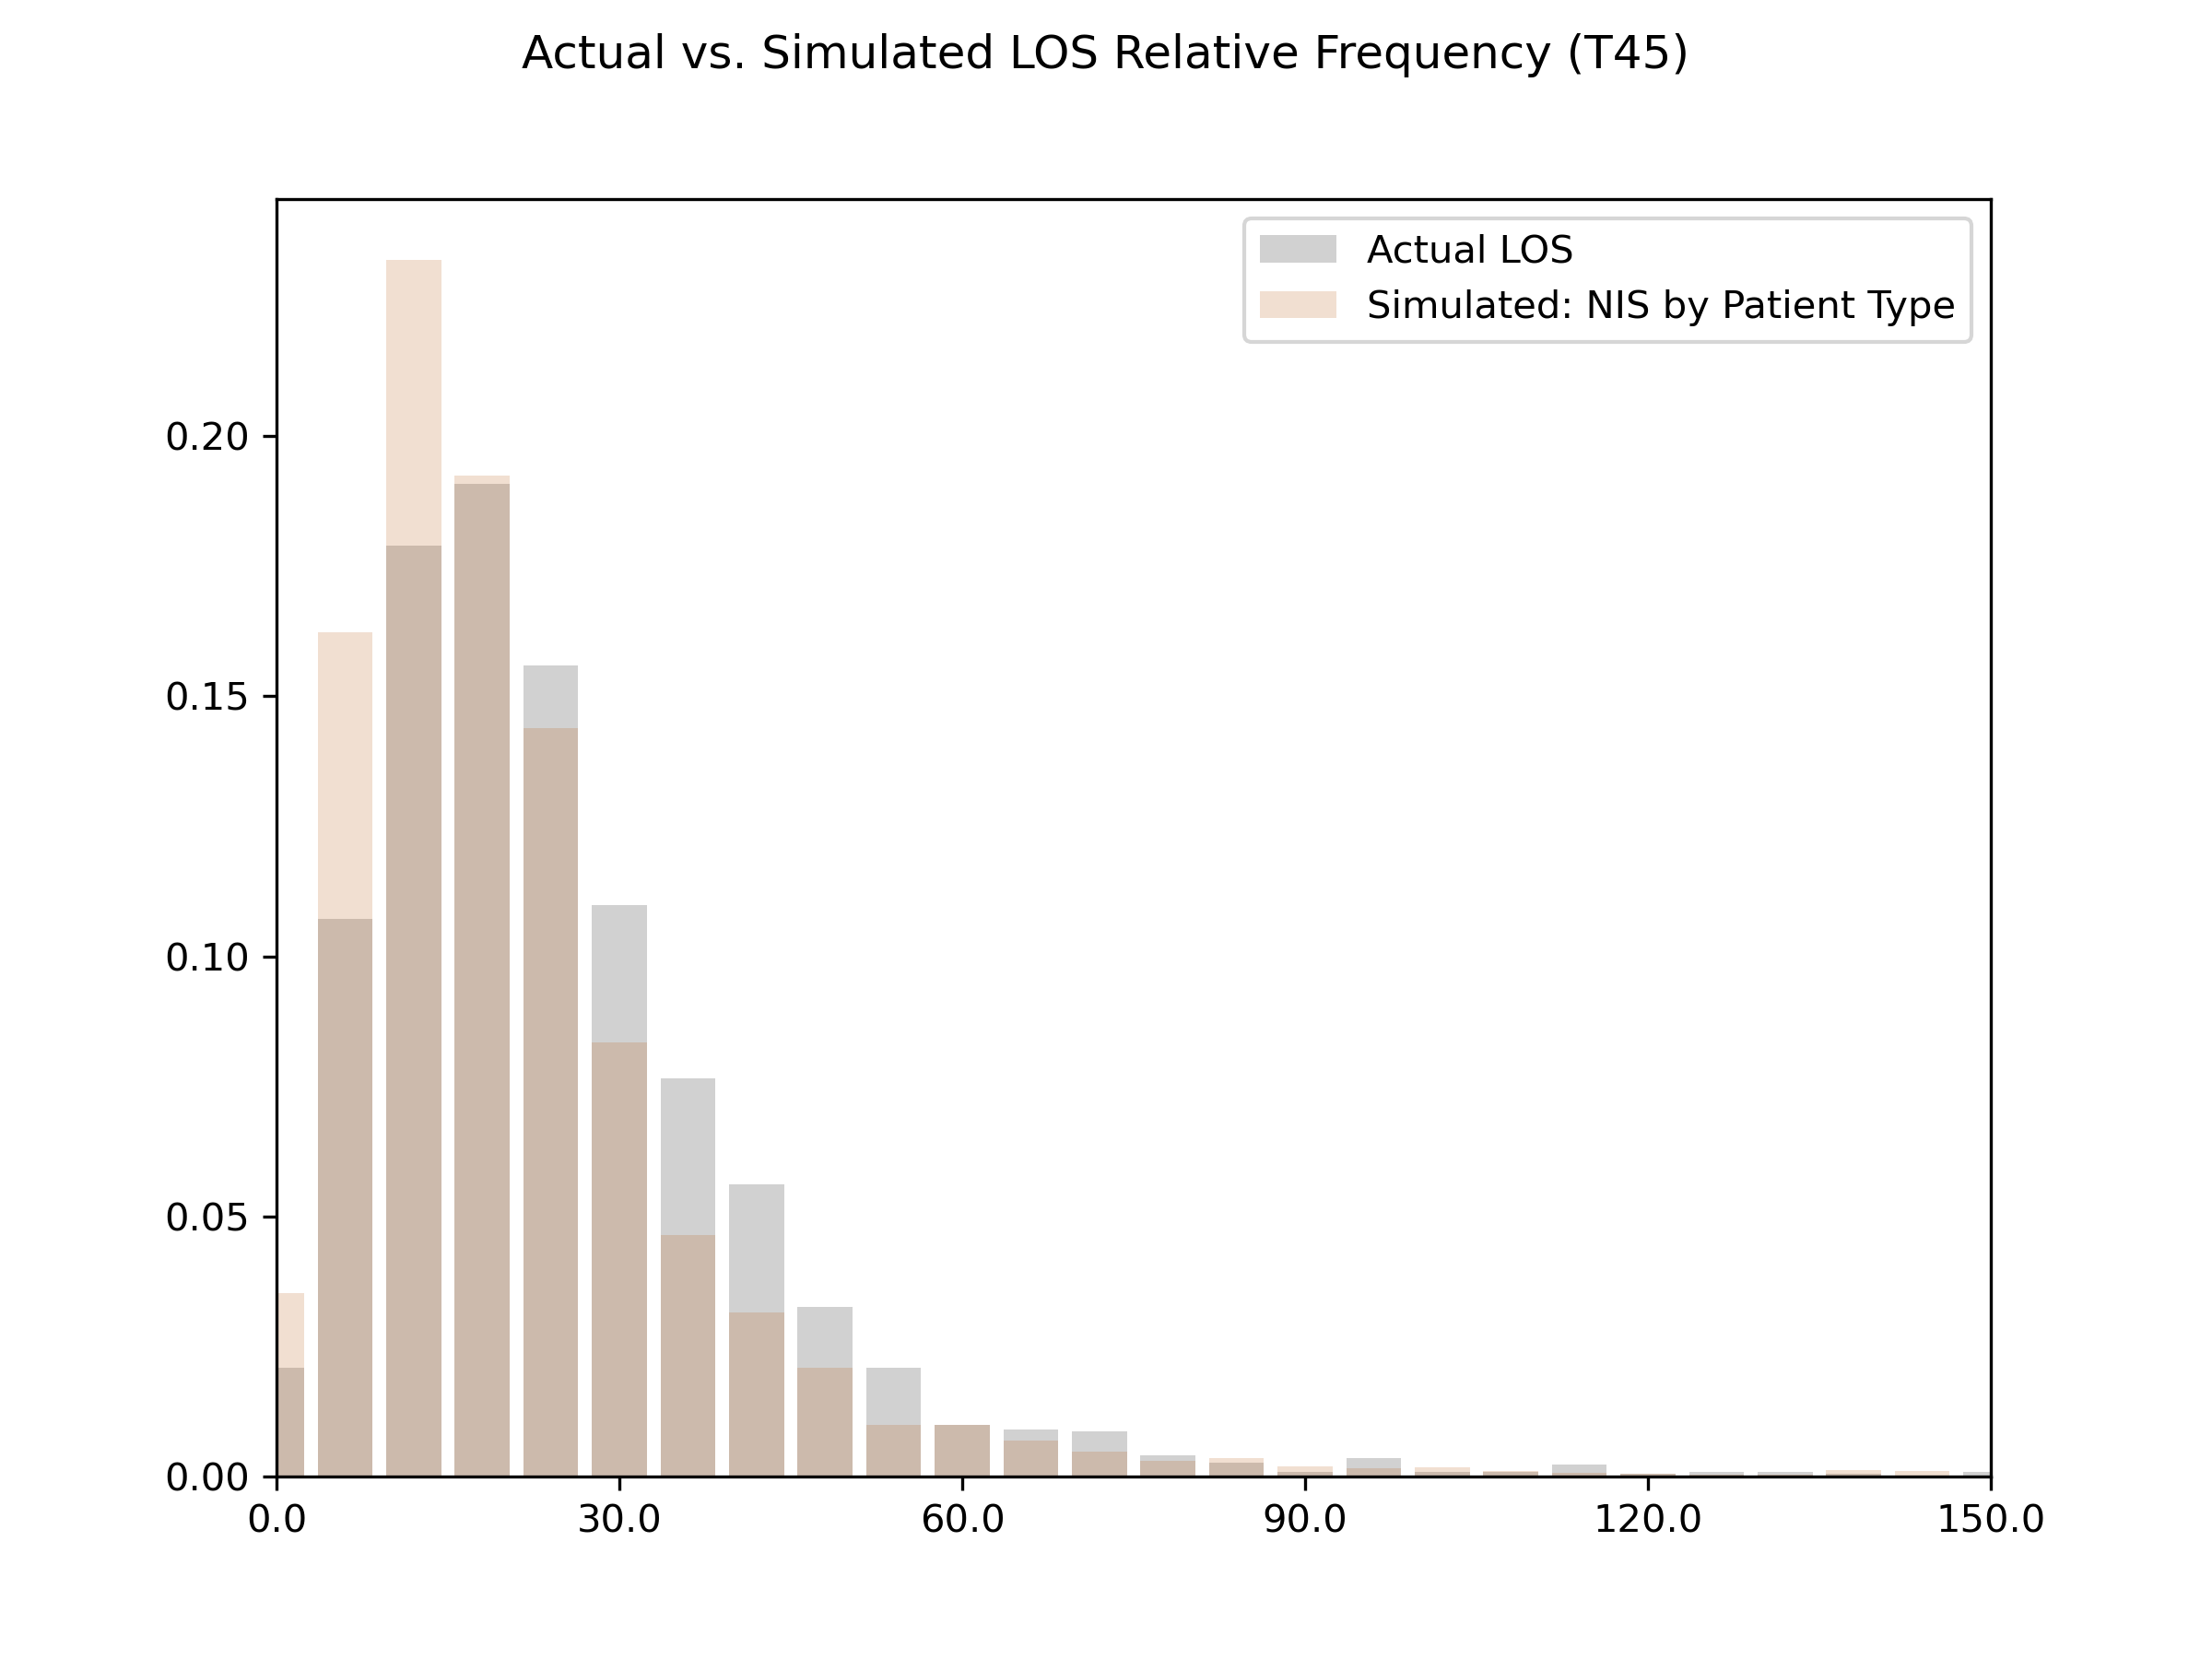 Actual vs. Simulated LOS Relative Frequency (T45)
Actual LOS
Simulated: NIS by Patient Type
0.20
0.15
0.10
0.05
0.00
0.0 30.0 60.0 90.0 120.0 150.0